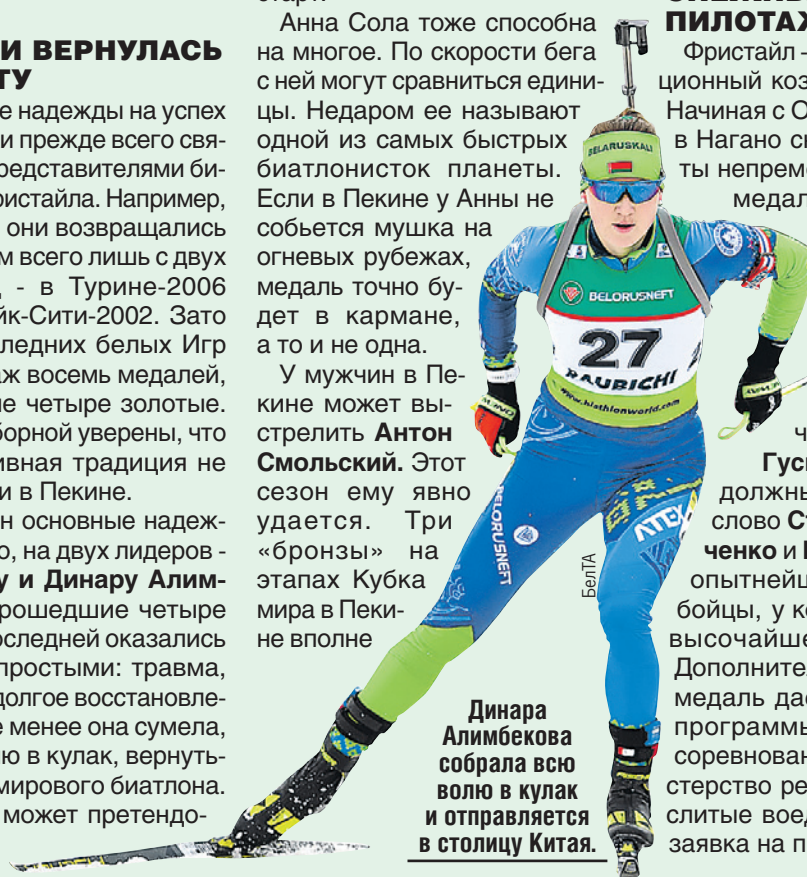 И ВЕРНУЛАСЬ
ТУ
е надежды на успех
и прежде всего свя-
редставителями би-
ристайла. Например,
они возвращались
м всего лишь с двух
- в Турине-2006
йк-Сити-2002. Зато
ледних белых Игр
аж восемь медалей,
ие четыре золотые.
борной уверены, что
ивная традиция не
и в Пекине.
н основные надеж-
о, на двух лидеров -
у и Динару Алим-
рошедшие четыре
оследней оказались
простыми: травма,
долгое восстановле-
е менее она сумела,
лю в кулак, вернуть-
мирового биатлона.
может претендо-
Анна Сола тоже способна
на многое. По скорости бега
с ней могут сравниться едини-
цы. Недаром ее называют
одной из самых быстрых
биатлонисток планеты.
Если в Пекине у Анны не
собьется мушка на
огневых рубежах,
медаль точно бу-
дет в кармане,
а то и не одна.
У мужчин в Пе-
кине может вы-
стрелить Антон
Смольский. Этот
сезон ему явно
удается. Три
«бронзы» на
этапах Кубка
мира в Пеки-
не вполне
BELARUSKALI
BELORUSNEFT
27
RAUBICHI
www.biathlonworld.com
BELORUSNEFT
ATEX
БелТА
Динара
Алимбекова
собрала всю
волю в кулак
и отправляется
в столицу Китая.
ПИЛОТАХ
Фристайл -
ционный коз
Начиная с С
в Нагано сп
ты непреме
медал
ч
Гус
должны
слово С
ченко и
опытнейш
бойцы, у ко
высочайше
Дополните
медаль дас
программы
соревнован
стерство ре
слитые воед
заявка на п